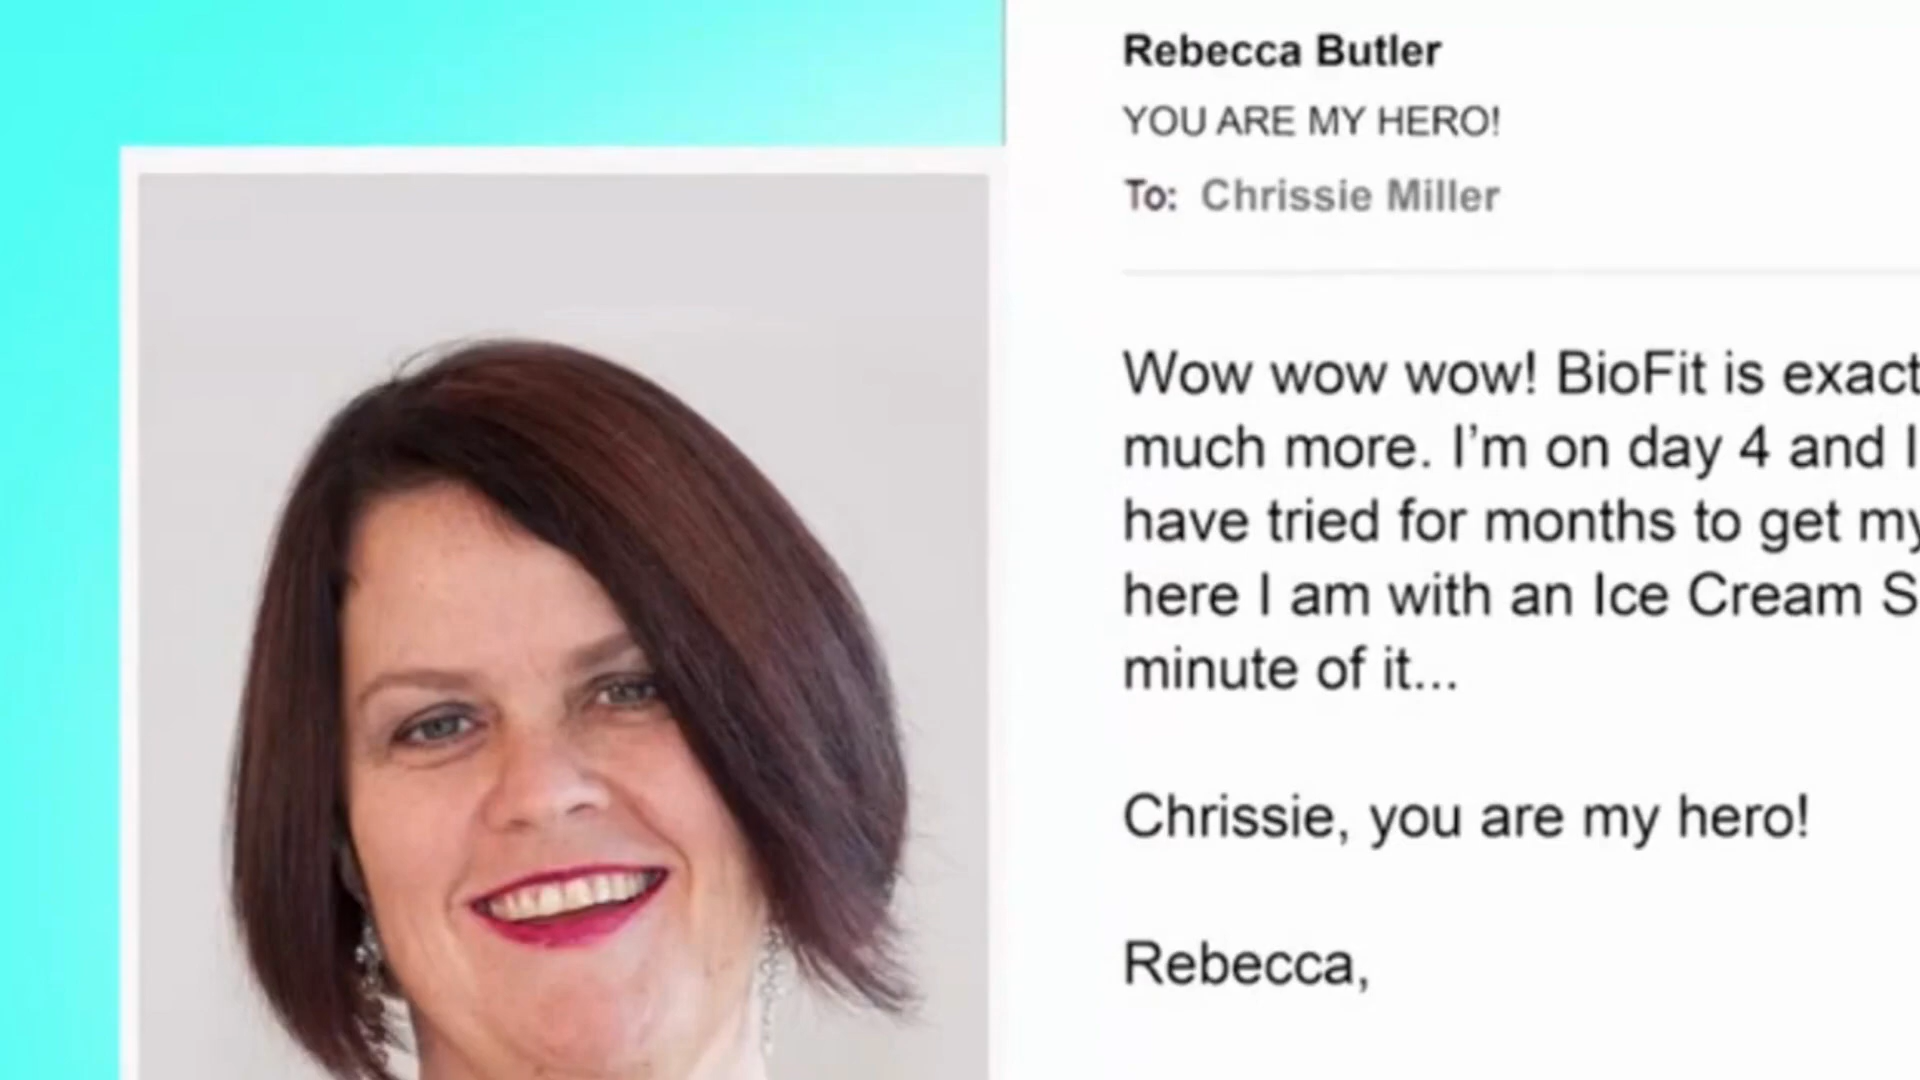 Rebecca Butler
YOU ARE MY HERO!
To: Chrissie Miller
Wow wow wow! BioFit is
much more. I’m on day 4 and I
have tried for months to get my
here I am with an Ice Cream
minute of it...
Chrissie, you are my hero!
Rebecca,